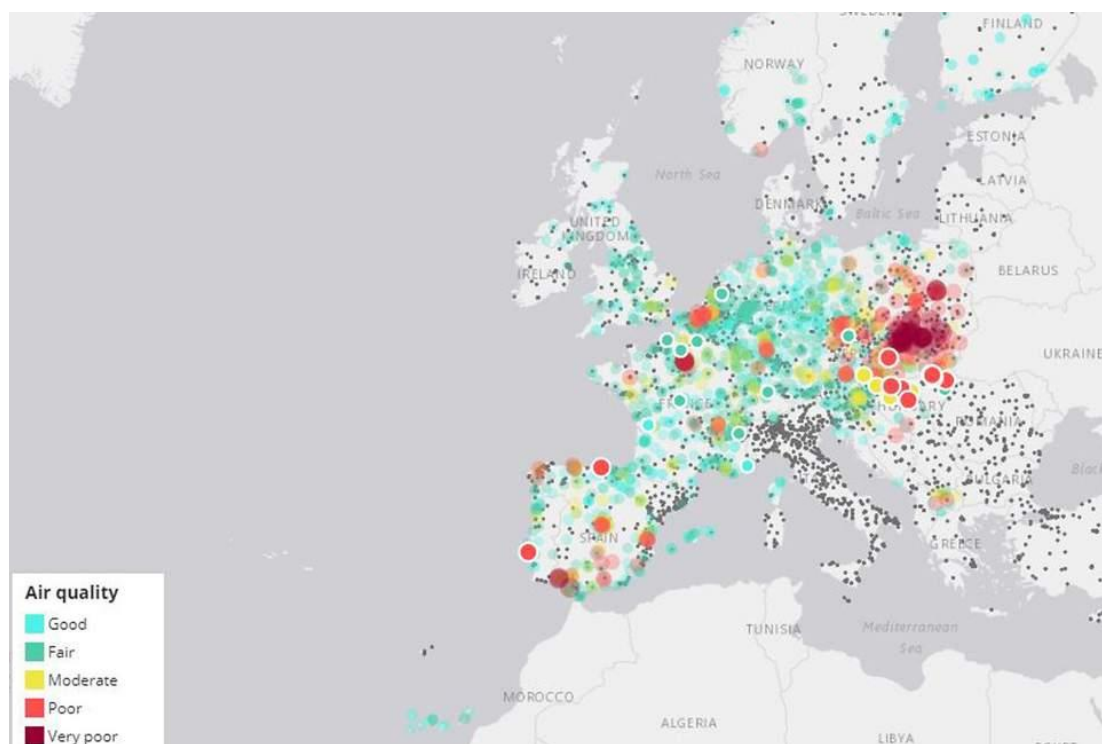 SWEDEN
FINLAND
NORWAY
ESTONIA
North Sea
LATVIA
DENMARK
Baltic Sea
LITHUANIA
UNITED
KINGDOM
IRELAND
BELARUS
UKRAINE
FRANCE
HUNGARY
ROMANIA
BULGARIA
Black
SPAIN
GREECE
Air quality
Good
Fair
Moderate
Poor
Very poor
TUNISIA
Mediterranean
Sea
MOROCCO
ALGERIA
LIBYA